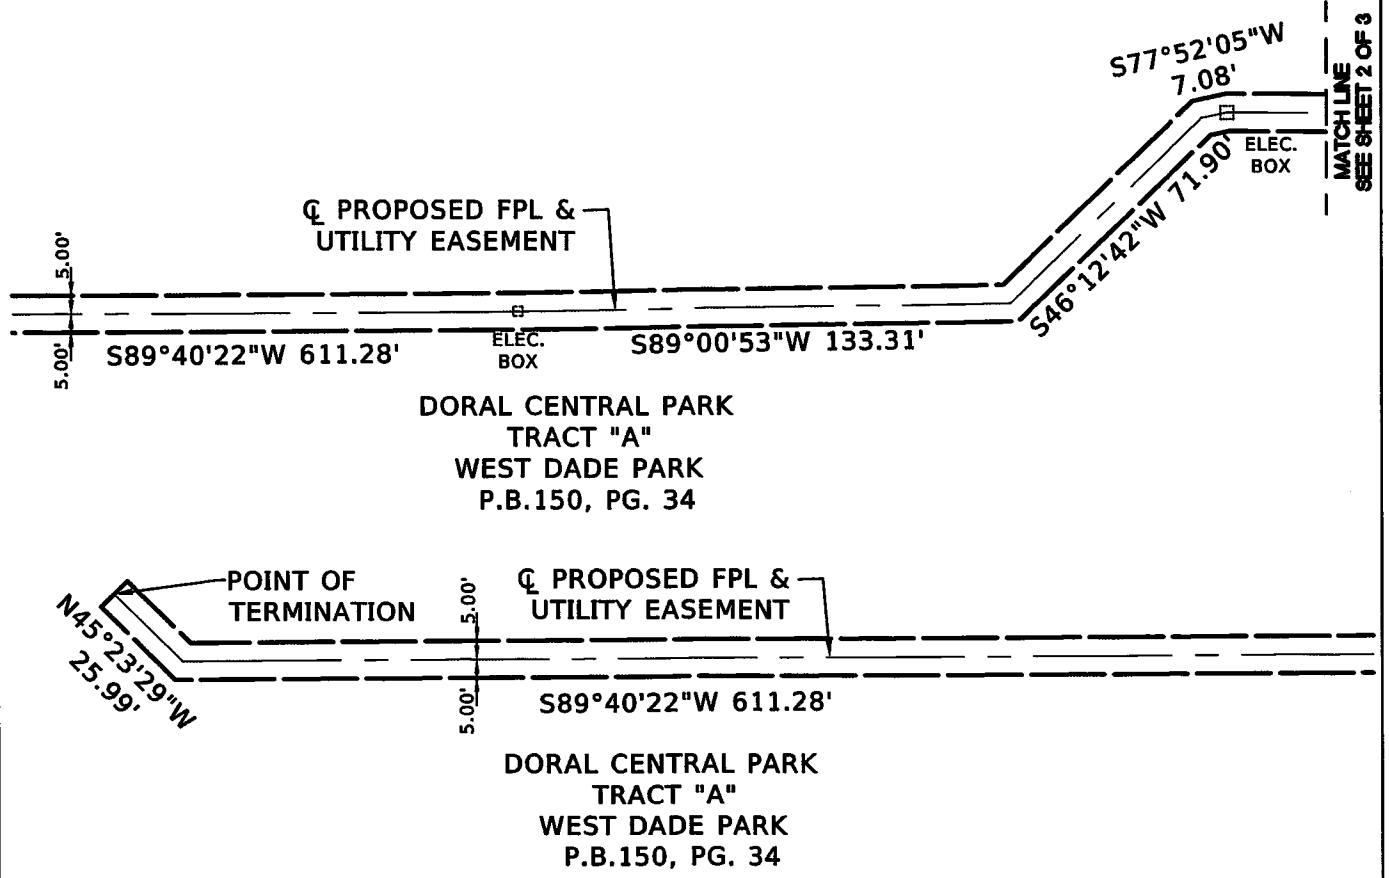 S77°52'05"W
7.08'
MATCH LINE
SEE SHEET 2 OF 3
ELEC.
BOX
S46°12'42"W 71.90'
℄ PROPOSED FPL &
UTILITY EASEMENT
5.00'
5.00'
S89°40'22"W 611.28'
ELEC.
BOX
S89°00'53"W 133.31'
DORAL CENTRAL PARK
TRACT "A"
WEST DADE PARK
P.B.150, PG. 34
POINT OF
TERMINATION
N45°23'29"W
25.99'
5.00'
5.00'
℄ PROPOSED FPL &
UTILITY EASEMENT
S89°40'22"W 611.28'
DORAL CENTRAL PARK
TRACT "A"
WEST DADE PARK
P.B.150, PG. 34